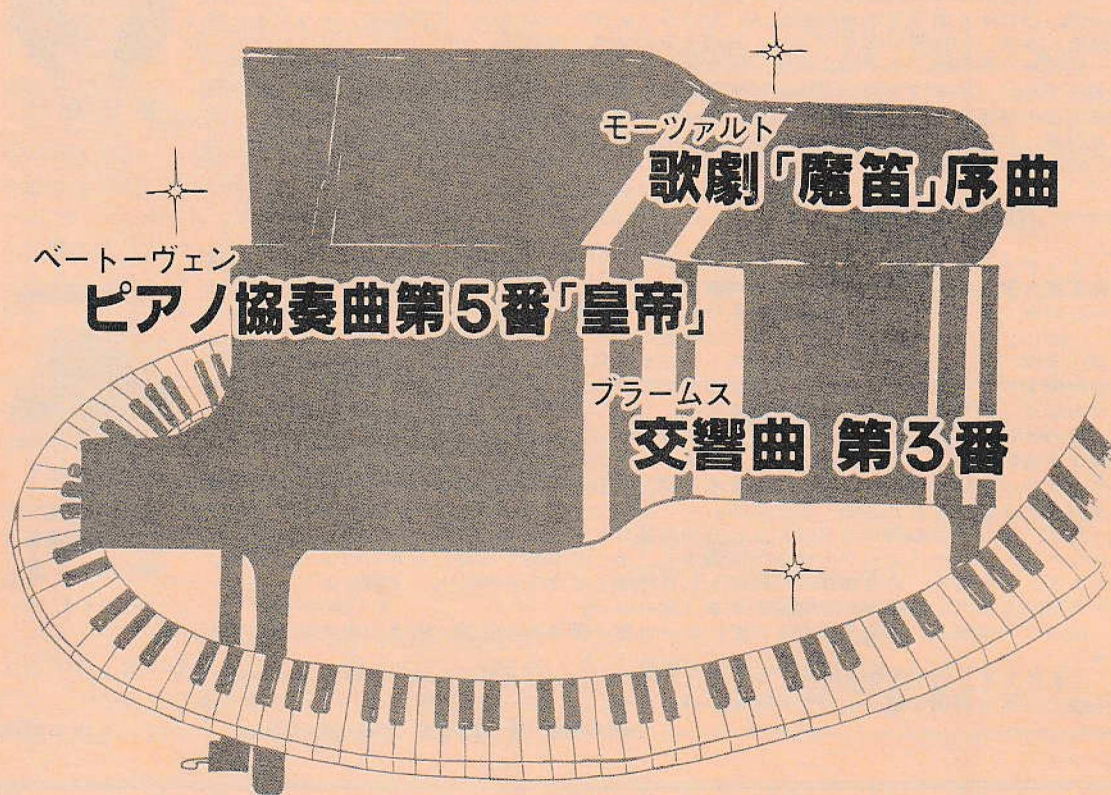 モーツァルト
歌劇「魔笛」序曲
ベートーヴェン
ピアノ協奏曲第5番「皇帝」
ブラームス
交響曲 第3番